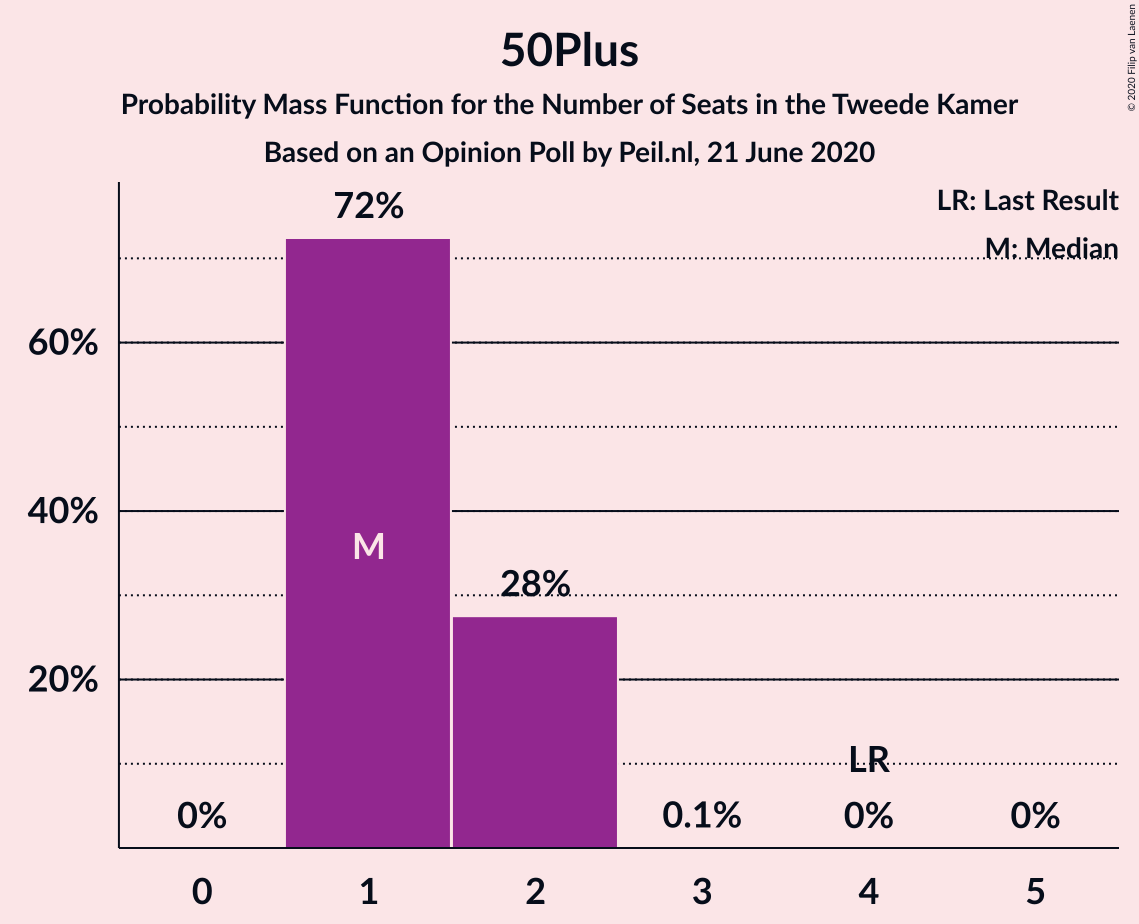 50Plus
Probability Mass Function for the Number of Seats in the Tweede Kamer
Based on an Opinion Poll by Peil.nl, 21 June 2020
© 2020 Filip van Laenen
LR: Last Result
M: Median
72%
60%
40%
M
28%
20%
LR
0%
0.1%
0%
0%
0
1
2
3
4
5